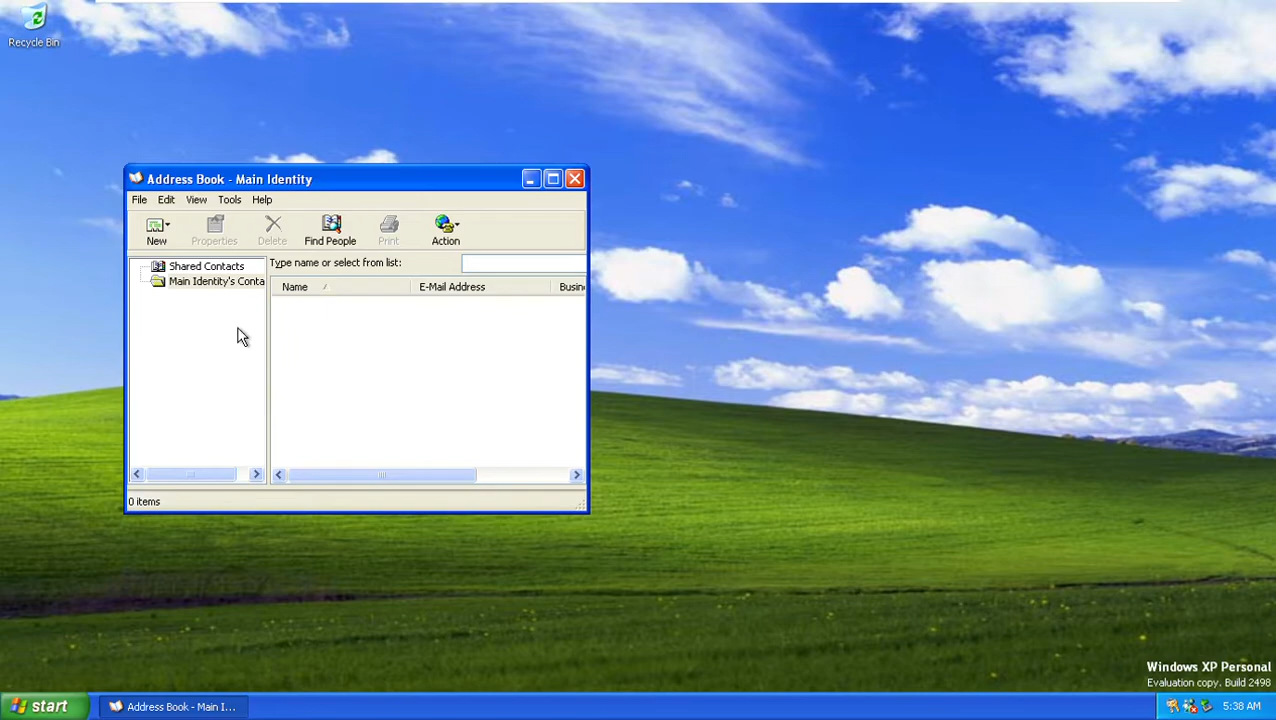 Recycle Bin
Address Book - Main Identity
File Edit View Tools Help
New Properties Delete Find People Print Action
Shared Contacts
Main Identity's Conta
Type name or select from list:
Name E-Mail Address Busin
0 items
Windows XP Personal
Evaluation copy. Build 2498
start Address Book - Main I... 5:38 AM